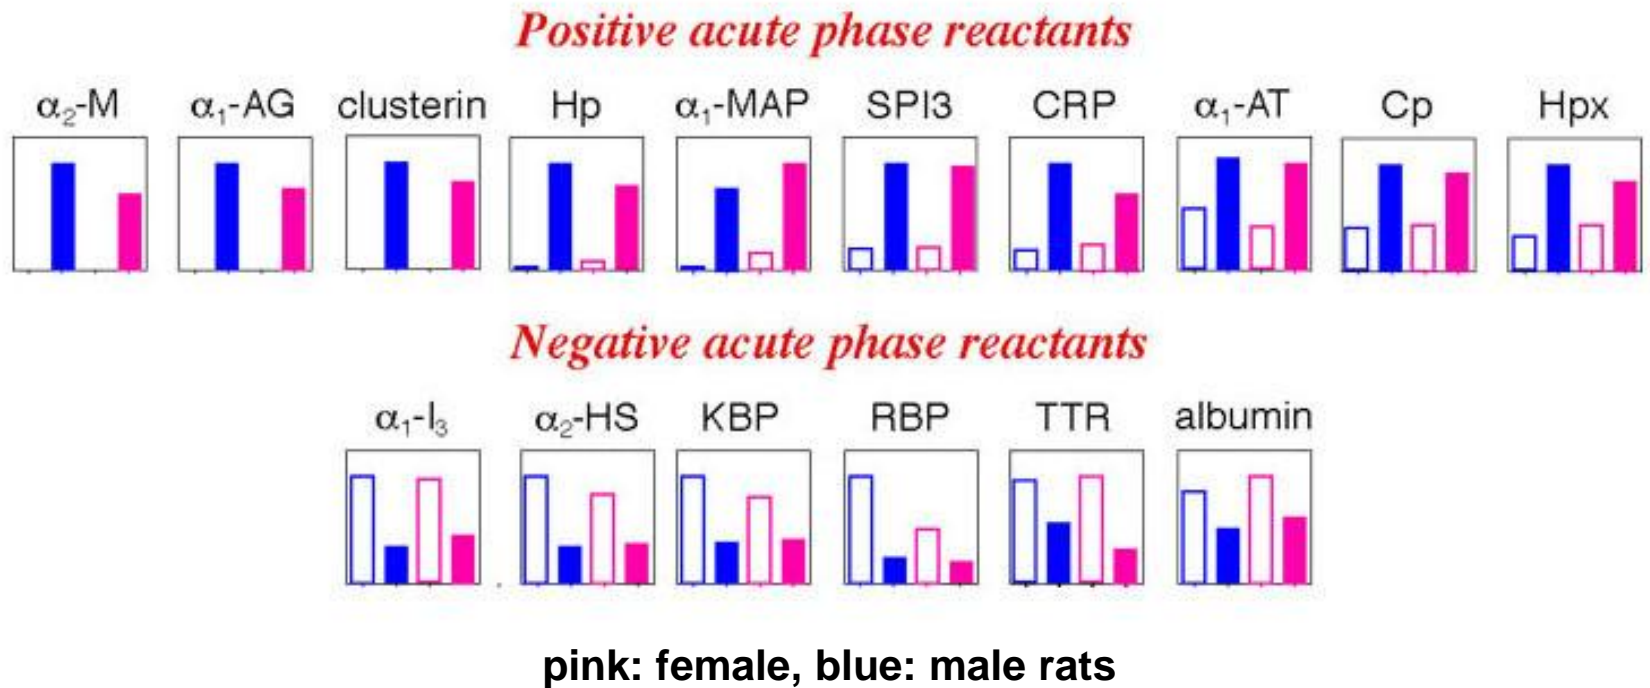 Positive acute phase reactants
α₂-M α₁-AG clusterin Hp α₁-MAP SPI3 CRP α₁-AT Cp Hpx
Negative acute phase reactants
α₁-I₃ α₂-HS KBP RBP TTR albumin
pink: female, blue: male rats